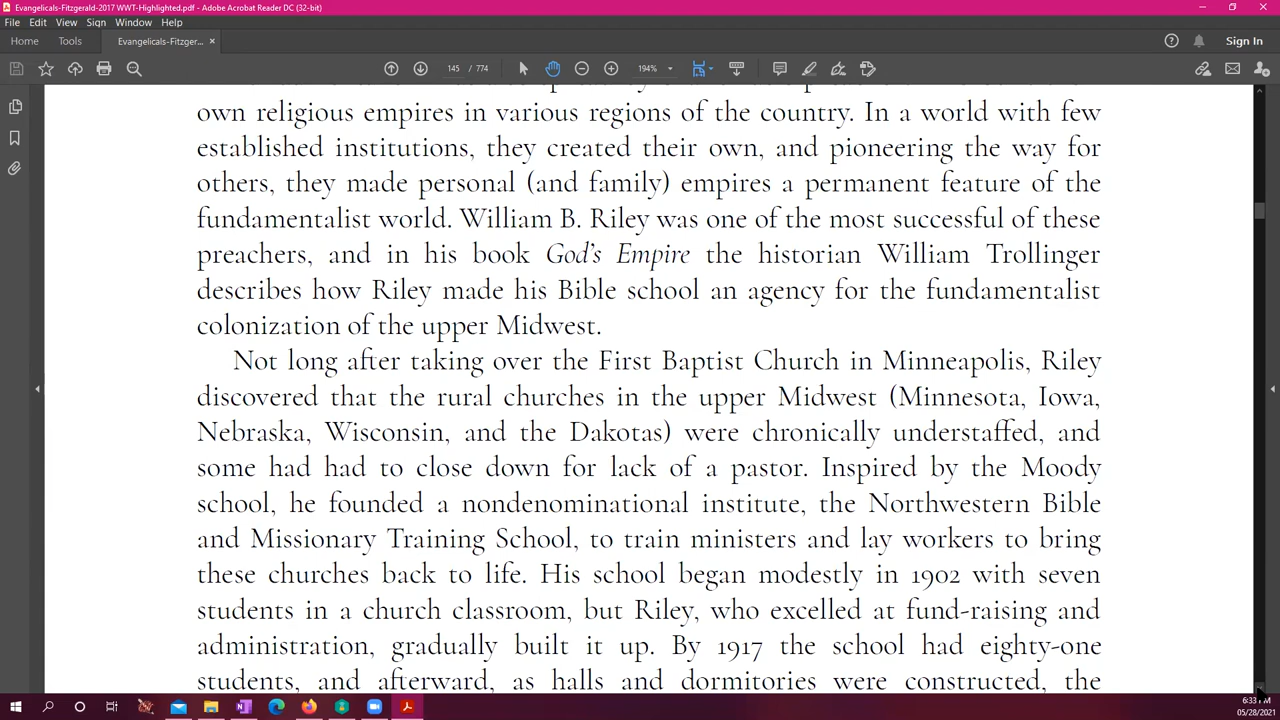 Evangelicals-Fitzgerald-2017 WWT-Highlighted.pdf - Adobe Acrobat Reader DC (32-bit)
File Edit View Sign Window Help
Home Tools Evangelicals-Fitzger... Sign In
145 / 774 194%
own religious empires in various regions of the country. In a world with few
established institutions, they created their own, and pioneering the way for
others, they made personal (and family) empires a permanent feature of the
fundamentalist world. William B. Riley was one of the most successful of these
preachers, and in his book God's Empire the historian William Trollinger
describes how Riley made his Bible school an agency for the fundamentalist
colonization of the upper Midwest.
Not long after taking over the First Baptist Church in Minneapolis, Riley
discovered that the rural churches in the upper Midwest (Minnesota, Iowa,
Nebraska, Wisconsin, and the Dakotas) were chronically understaffed, and
some had had to close down for lack of a pastor. Inspired by the Moody
school, he founded a nondenominational institute, the Northwestern Bible
and Missionary Training School, to train ministers and lay workers to bring
these churches back to life. His school began modestly in 1902 with seven
students in a church classroom, but Riley, who excelled at fund-raising and
administration, gradually built it up. By 1917 the school had eighty-one
students, and afterward, as halls and dormitories were constructed, the
6:33 PM
05/28/2021